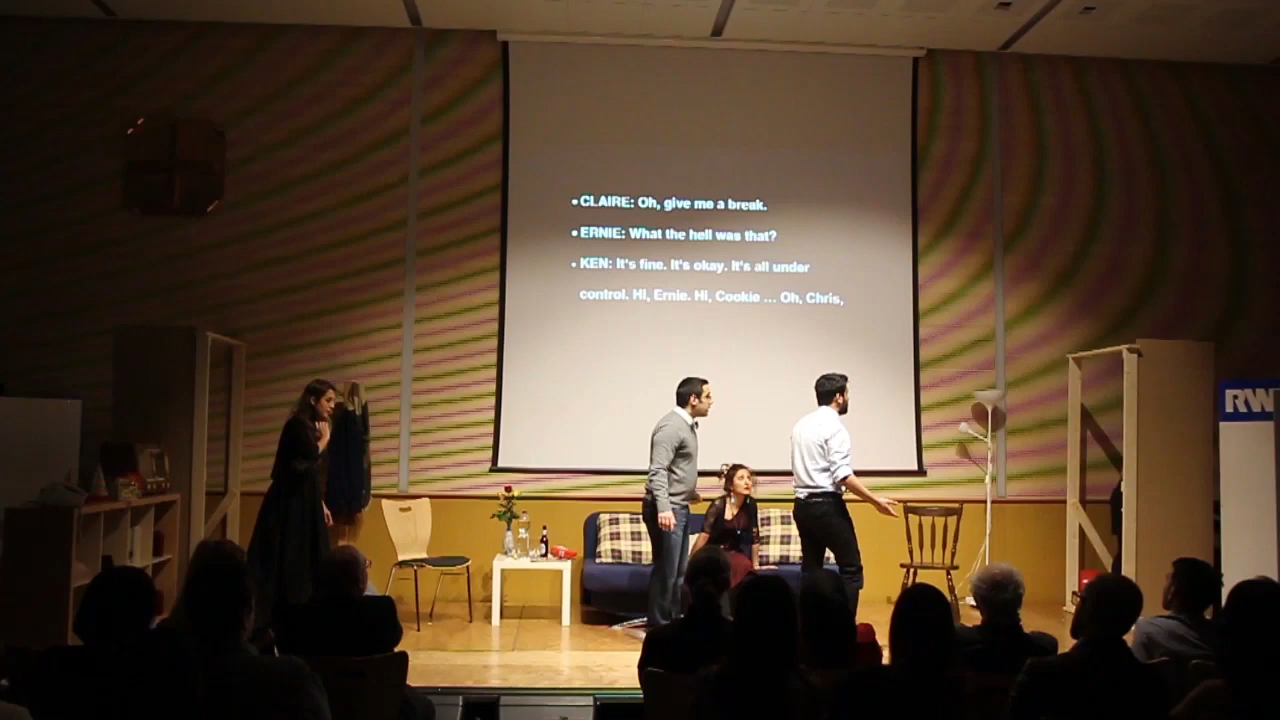 • CLAIRE: Oh, give me a break.
• ERNIE: What the hell was that?
• KEN: It's fine. It's okay. It's all under
control. Hi, Ernie. Hi, Cookie ... Oh, Chris,
RW